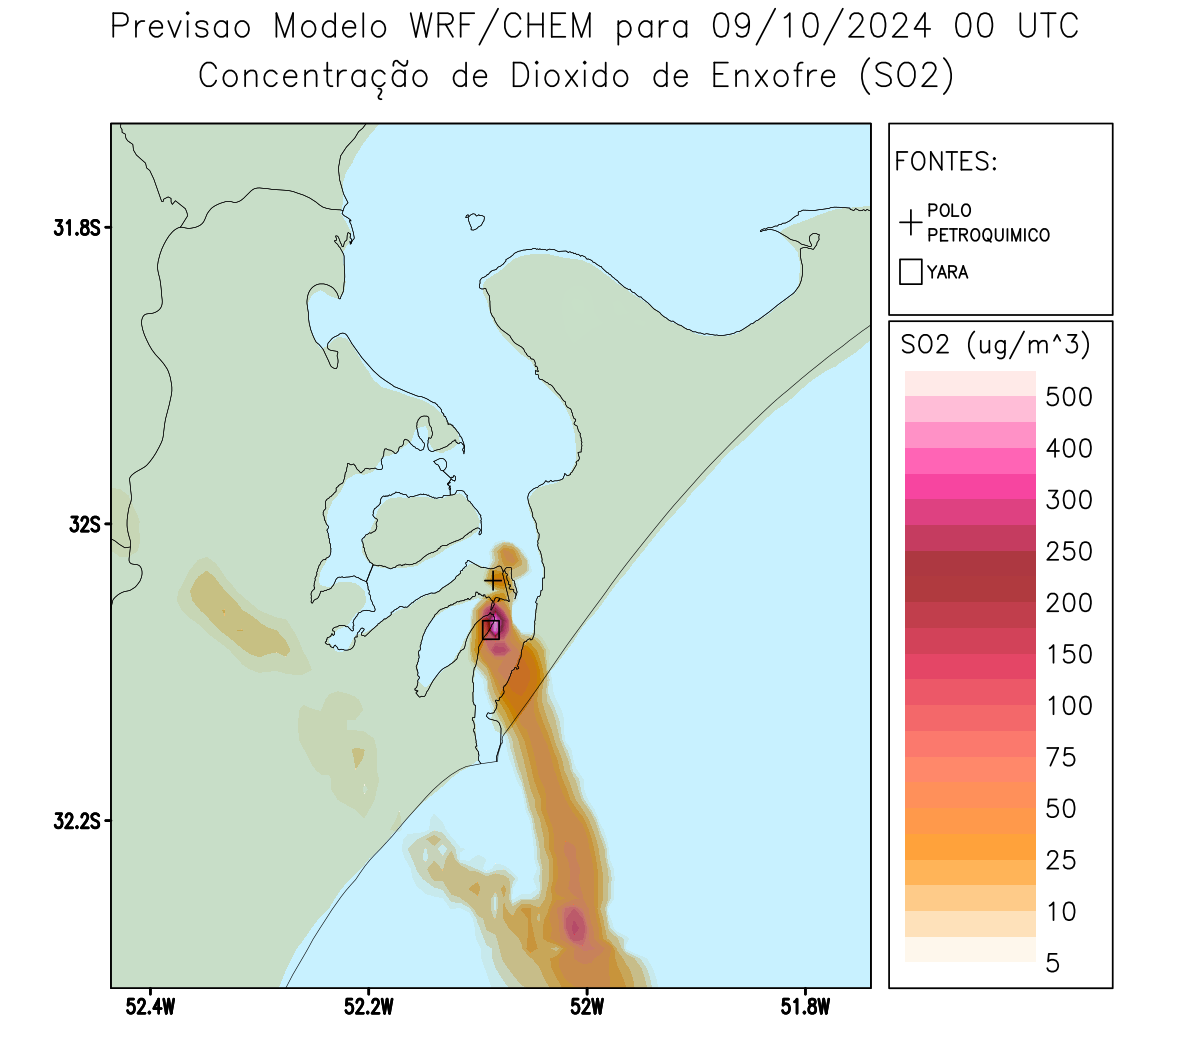 Previsao Modelo WRF/CHEM para 09/10/2024 00 UTC
Concentração de Dioxido de Enxofre (SO2)
31.8S
32S
32.2S
52.4W
52.2W
52W
51.8W
FONTES:
POLO
PETROQUIMICO
YARA
SO2 (ug/m^3)
500
400
300
250
200
150
100
75
50
25
10
5